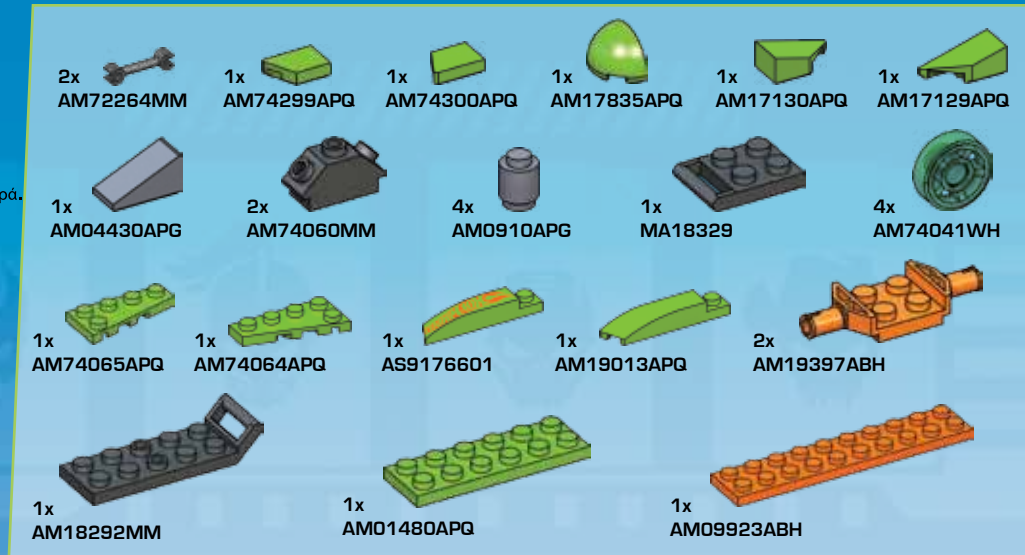 2x 1x 1x 1x 1x 1x
AM72264MM AM74299APQ AM74300APQ AM17835APQ AM17130APQ AM17129APQ
ρά.
1x 2x 4x 1x 4x
AM04430APG AM74060MM AM0910APG MA18329 AM74041WH
1x 1x 1x 1x 2x
AM74065APQ AM74064APQ AS9176601 AM19013APQ AM19397ABH
1x 1x 1x
AM18292MM AM01480APQ AM09923ABH